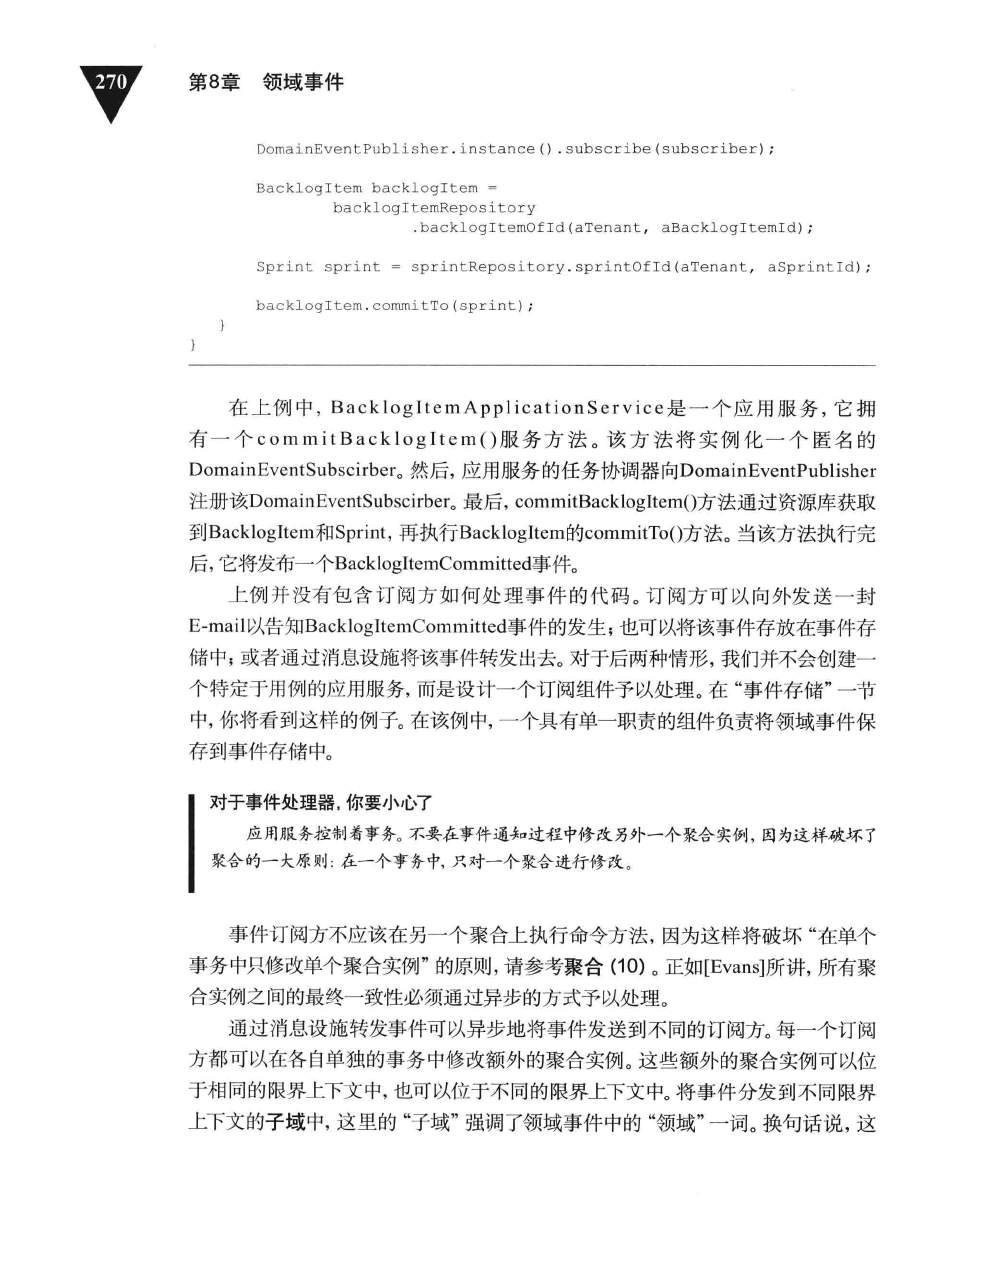 270
第8章 领域事件
DomainEventPublisher.instance().subscribe(subscriber);
BacklogItem backlogItem =
backlogItemRepository
.backlogItemOfId(aTenant, aBacklogItemId);
Sprint sprint = sprintRepository.sprintOfId(aTenant, aSprintId);
backlogItem.commitTo(sprint);
}
}
在上例中，BacklogItemApplicationService是一个应用服务，它拥
有一个commitBacklogItem()服务方法。该方法将实例化一个匿名的
DomainEventSubscirber。然后，应用服务的任务协调器向DomainEventPublisher
注册该DomainEventSubscirber。最后，commitBacklogItem()方法通过资源库获取
到BacklogItem和Sprint，再执行BacklogItem的commitTo()方法。当该方法执行完
后，它将发布一个BacklogItemCommitted事件。
上例并没有包含订阅方如何处理事件的代码。订阅方可以向外发送一封
E-mail以告知BacklogItemCommitted事件的发生；也可以将该事件存放在事件存
储中；或者通过消息设施将该事件转发出去。对于后两种情形，我们并不会创建一
个特定于用例的应用服务，而是设计一个订阅组件予以处理。在“事件存储”一节
中，你将看到这样的例子。在该例中，一个具有单一职责的组件负责将领域事件保
存到事件存储中。
对于事件处理器，你要小心了
应用服务控制着事务。不要在事件通知过程中修改另外一个聚合实例，因为这样破坏了
聚合的一大原则：在一个事务中，只对一个聚合进行修改。
事件订阅方不应该在另一个聚合上执行命令方法，因为这样将破坏“在单个
事务中只修改单个聚合实例”的原则，请参考聚合（10）。正如[Evans]所讲，所有聚
合实例之间的最终一致性必须通过异步的方式予以处理。
通过消息设施转发事件可以异步地将事件发送到不同的订阅方。每一个订阅
方都可以在各自单独的事务中修改额外的聚合实例。这些额外的聚合实例可以位
于相同的限界上下文中，也可以位于不同的限界上下文中。将事件分发到不同限界
上下文的子域中，这里的“子域”强调了领域事件中的“领域”一词。换句话说，这